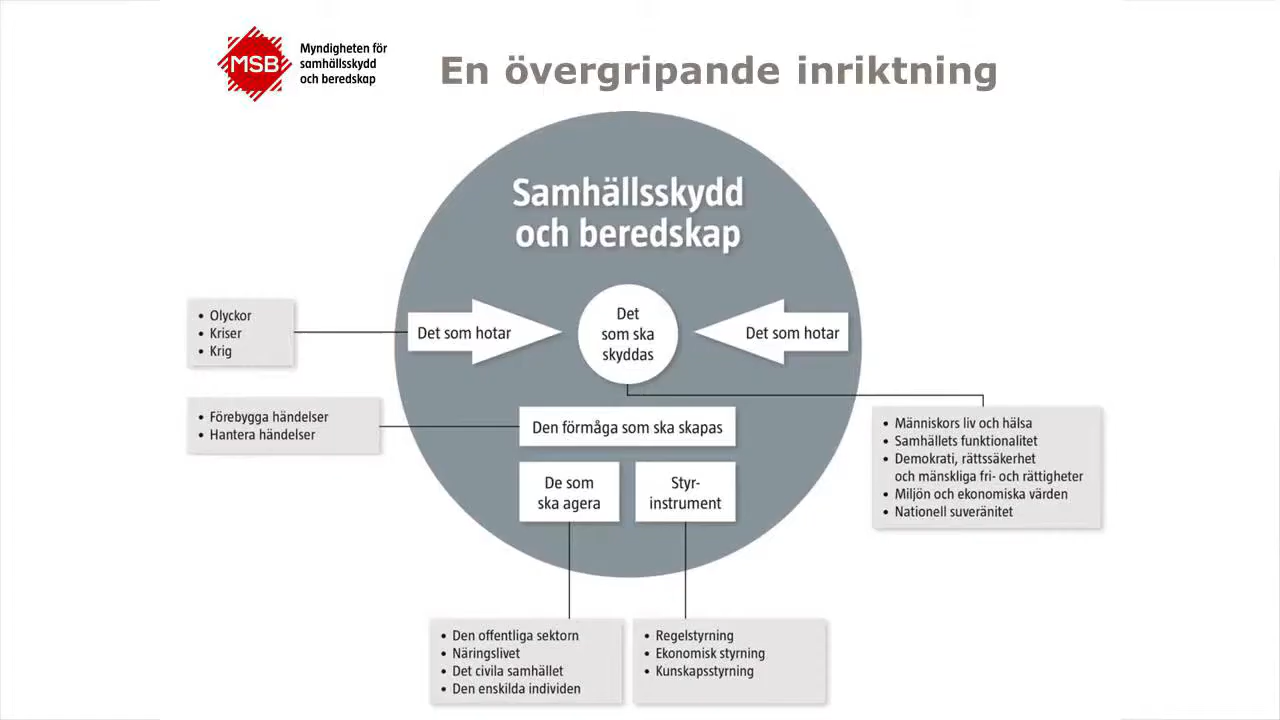 MSB
Myndigheten för
samhällsskydd
och beredskap
En övergripande inriktning
Samhällsskydd
och beredskap
• Olyckor
• Kriser
• Krig
Det som hotar
Det
som ska
skyddas
Det som hotar
• Förebygga händelser
• Hantera händelser
Den förmåga som ska skapas
• Människors liv och hälsa
• Samhällets funktionalitet
• Demokrati, rättssäkerhet
och mänskliga fri- och rättigheter
• Miljön och ekonomiska värden
• Nationell suveränitet
De som
ska agera
Styr-
instrument
• Den offentliga sektorn
• Näringslivet
• Det civila samhället
• Den enskilda individen
• Regelstyrning
• Ekonomisk styrning
• Kunskapsstyrning